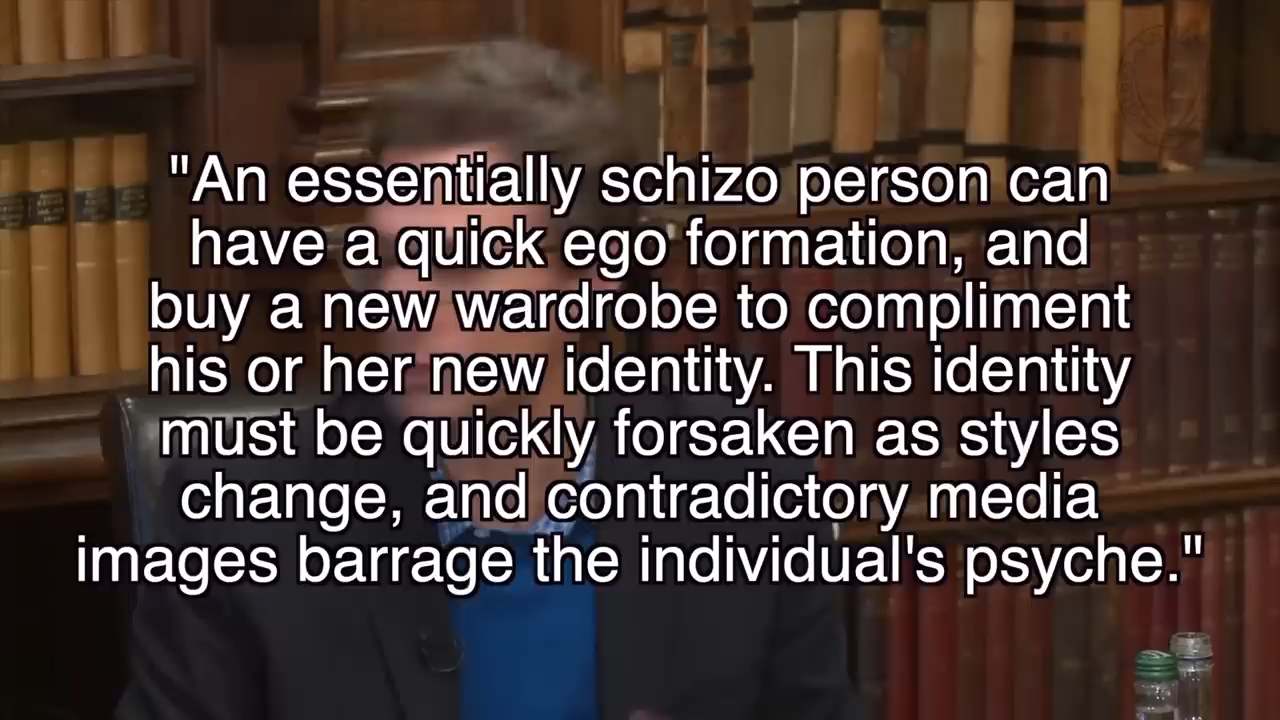 "An essentially schizo person can
have a quick ego formation, and
buy a new wardrobe to compliment
his or her new identity. This identity
must be quickly forsaken as styles
change, and contradictory media
images barrage the individual's psyche."